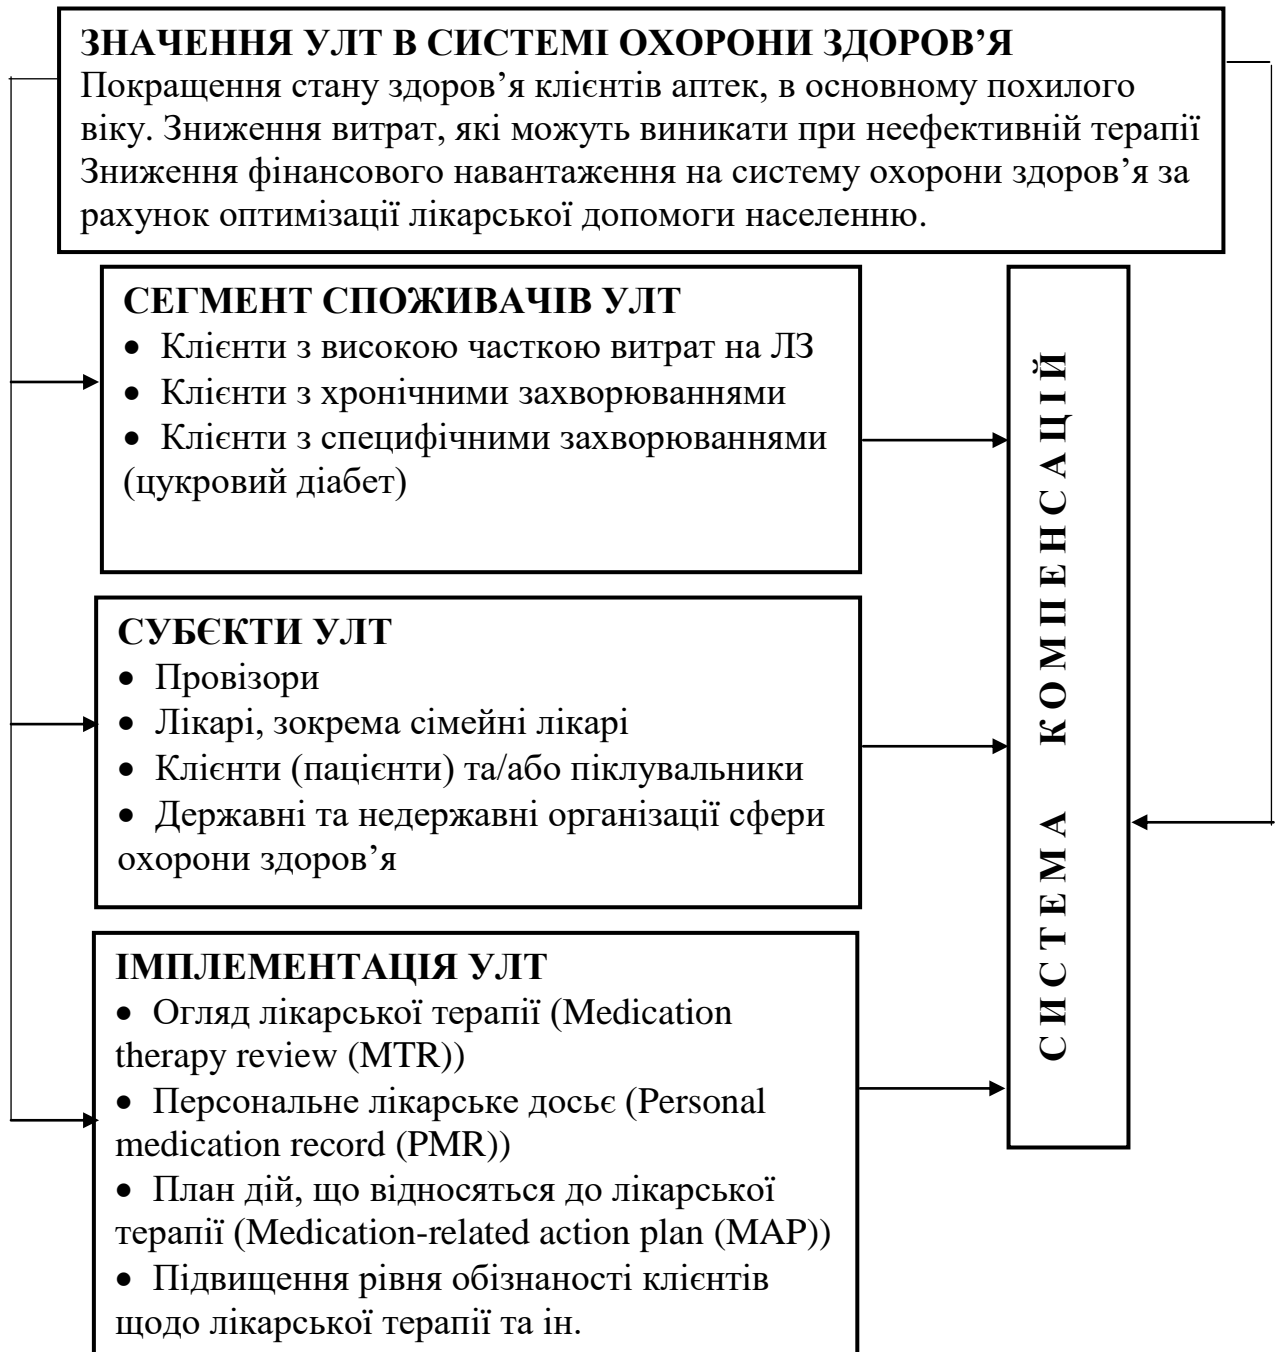 ЗНАЧЕННЯ УЛТ В СИСТЕМІ ОХОРОНИ ЗДОРОВ’Я
Покращення стану здоров’я клієнтів аптек, в основному похилого
віку. Зниження витрат, які можуть виникати при неефективній терапії
Зниження фінансового навантаження на систему охорони здоров’я за
рахунок оптимізації лікарської допомоги населенню.
СЕГМЕНТ СПОЖИВАЧІВ УЛТ
• Клієнти з високою часткою витрат на ЛЗ
• Клієнти з хронічними захворюваннями
• Клієнти з специфічними захворюваннями
(цукровий діабет)
СУБЄКТИ УЛТ
• Провізори
• Лікарі, зокрема сімейні лікарі
• Клієнти (пацієнти) та/або піклувальники
• Державні та недержавні організації сфери
охорони здоров’я
ІМПЛЕМЕНТАЦІЯ УЛТ
• Огляд лікарської терапії (Medication
therapy review (MTR))
• Персональне лікарське досьє (Personal
medication record (PMR))
• План дій, що відносяться до лікарської
терапії (Medication-related action plan (MAP))
• Підвищення рівня обізнаності клієнтів
щодо лікарської терапії та ін.
СИСТЕМА КОМПЕНСАЦІЙ